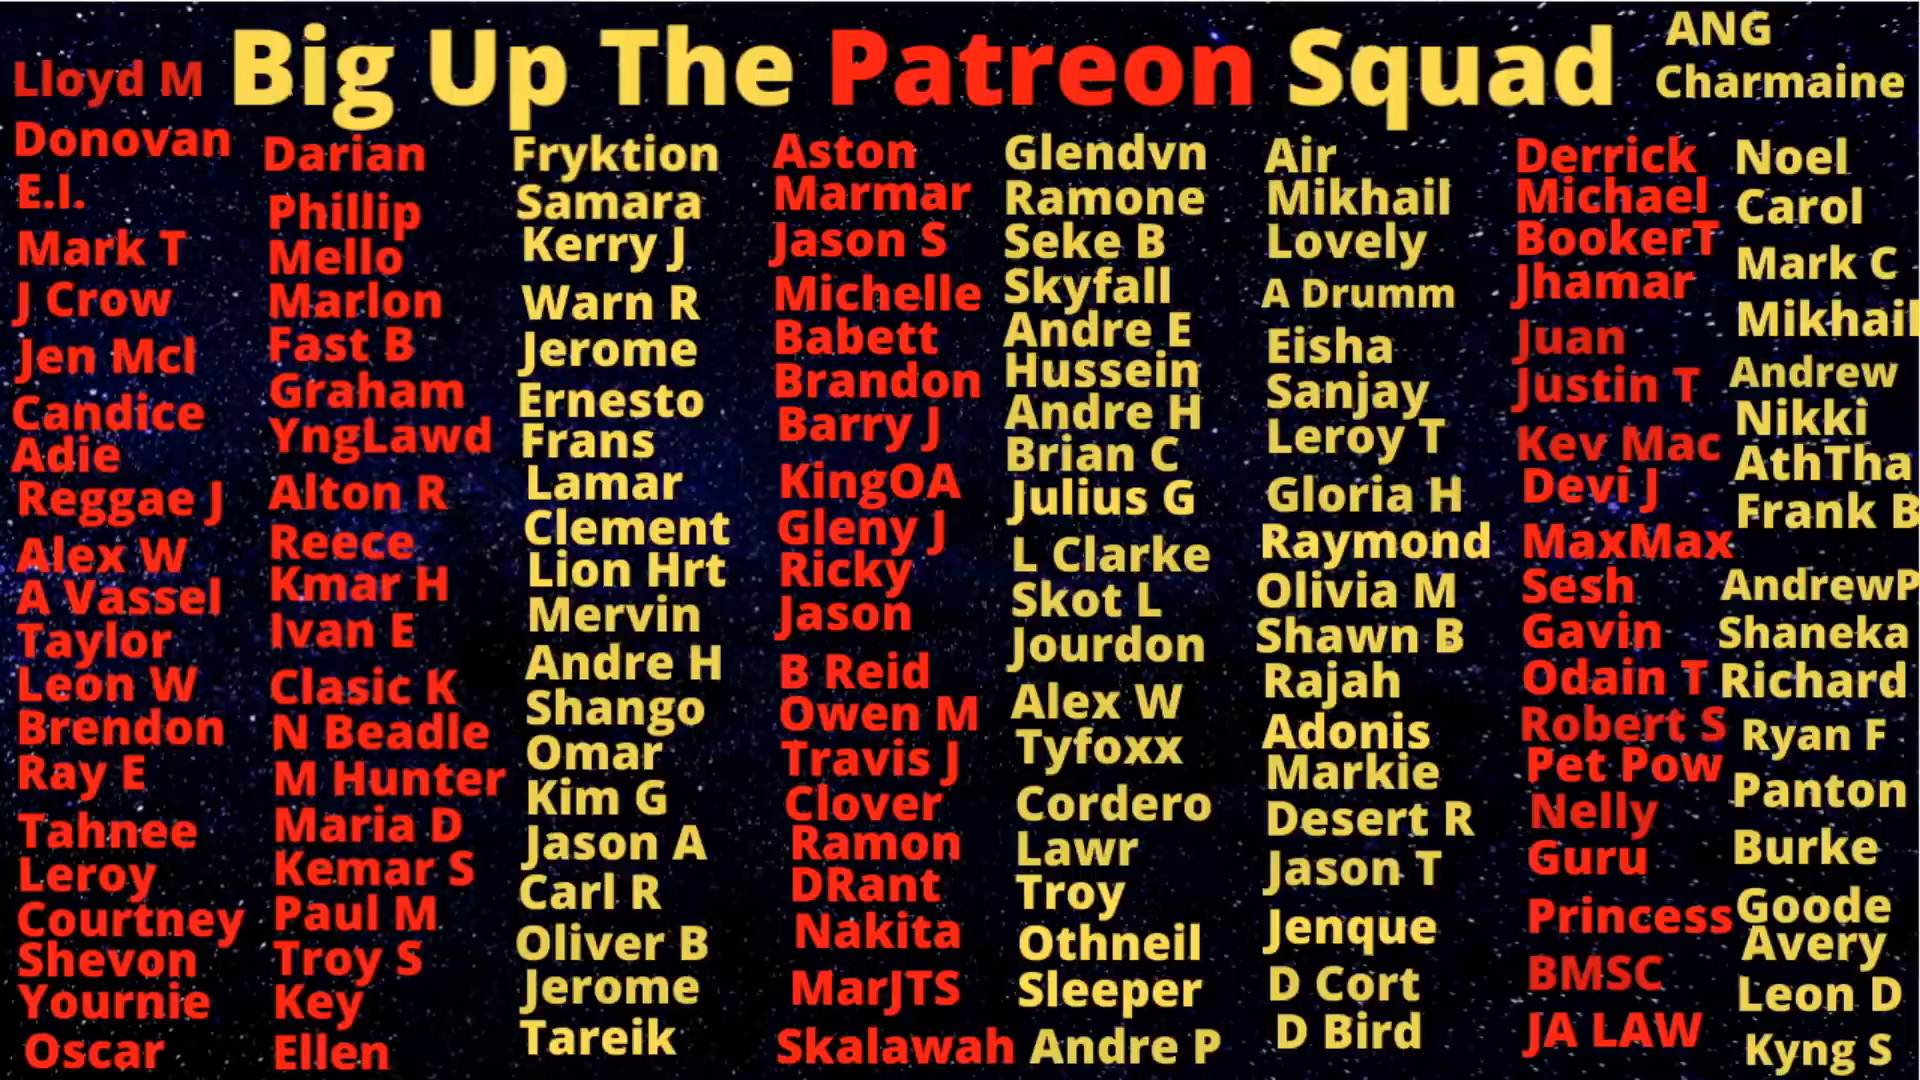 Big Up The Patreon Squad
Lloyd M
Donovan
E.I.
Mark T
J Crow
Jen Mcl
Candice
Adie
Reggae J
Alex W
A Vassel
Taylor
Leon W
Brendon
Ray E
Tahnee
Leroy
Courtney
Shevon
Yournie
Oscar
Darian
Phillip
Mello
Marlon
Fast B
Graham
YngLawd
Alton R
Reece
Kmar H
Ivan E
Clasic K
N Beadle
M Hunter
Maria D
Kemar S
Paul M
Troy S
Key
Ellen
Fryktion
Samara
Kerry J
Warn R
Jerome
Ernesto
Frans
Lamar
Clement
Lion Hrt
Mervin
Andre H
Shango
Omar
Kim G
Jason A
Carl R
Oliver B
Jerome
Tareik
Aston
Marmar
Jason S
Michelle
Babett
Brandon
Barry J
KingOA
Gleny J
Ricky
Jason
B Reid
Owen M
Travis J
Clover
Ramon
DRant
Nakita
MarJTS
Skalawah
Glendvn
Ramone
Seke B
Skyfall
Andre E
Hussein
Andre H
Brian C
Julius G
L Clarke
Skot L
Jourdon
Alex W
Tyfoxx
Cordero
Lawr
Troy
Othneil
Sleeper
Andre P
Air
Mikhail
Lovely
A Drumm
Eisha
Sanjay
Leroy T
Gloria H
Raymond
Olivia M
Shawn B
Rajah
Adonis
Markie
Desert R
Jason T
Jenque
D Cort
D Bird
Derrick
Michael
BookerT
Jhamar
Juan
Justin T
Kev Mac
Devi J
MaxMax
Sesh
Gavin
Odain T
Robert S
Pet Pow
Nelly
Guru
Princess
BMSC
JA LAW
ANG
Charmaine
Noel
Carol
Mark C
Mikhail
Andrew
Nikki
AthTha
Frank B
AndrewP
Shaneka
Richard
Ryan F
Panton
Burke
Goode
Avery
Leon D
Kyng S